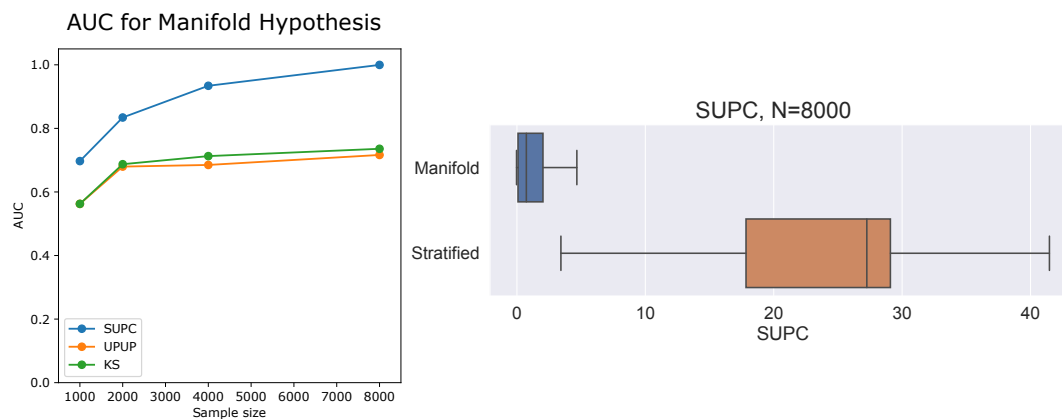 AUC for Manifold Hypothesis
1.0
0.8
0.6
0.4
0.2
0.0
AUC
SUPC
UPUP
KS
1000 2000 3000 4000 5000 6000 7000 8000
Sample size
SUPC, N=8000
Manifold
Stratified
0 10 20 30 40
SUPC